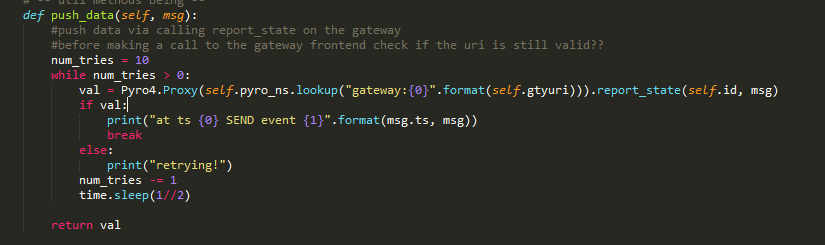 def push_data(self, msg):
#push data via calling report_state on the gateway
#before making a call to the gateway frontend check if the uri is still valid??
num_tries = 10
while num_tries > 0:
val = Pyro4.Proxy(self.pyro_ns.lookup("gateway:{0}".format(self.gtyuri))).report_state(self.id, msg)
if val:
print("at ts {0} SEND event {1}".format(msg.ts, msg))
break
else:
print("retrying!")
num_tries -= 1
time.sleep(1//2)
return val